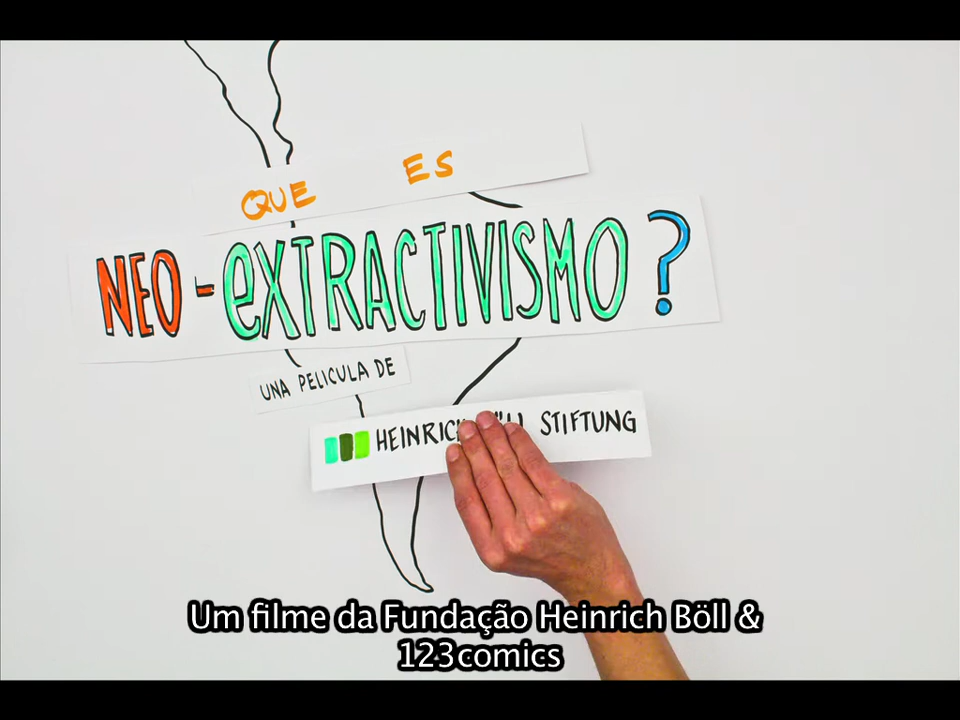 QUE ES
NEO-EXTRACTIVISMO?
UNA PELICULA DE
HEINRICH STIFTUNG
Um filme da Fundação Heinrich Böll &
123comics